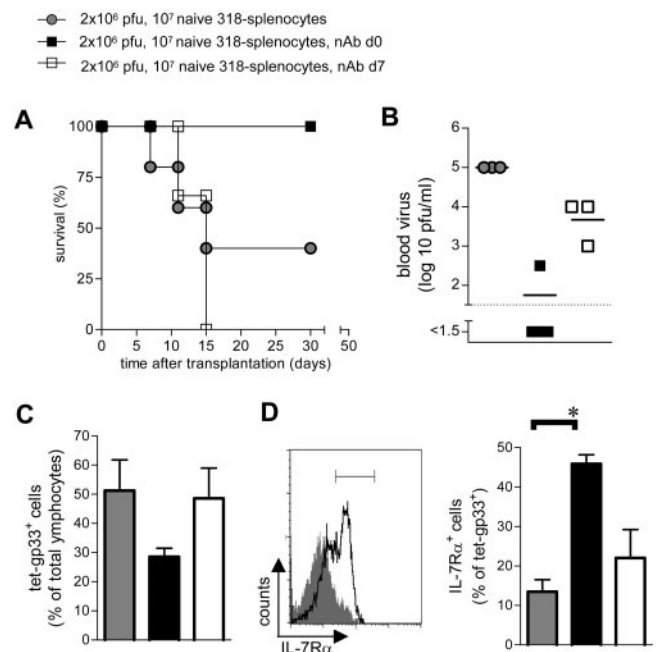 2x10⁶ pfu, 10⁷ naive 318-splenocytes
2x10⁶ pfu, 10⁷ naive 318-splenocytes, nAb d0
2x10⁶ pfu, 10⁷ naive 318-splenocytes, nAb d7
A
100
75
50
25
0
survival (%)
0 5 10 15 20 25 30 50
time after transplantation (days)
B
6
5
4
3
2
<1.5
blood virus
(log 10 pfu/ml)
C
70
60
50
40
30
20
10
0
tet-gp33⁺ cells
(% of total lymphocytes)
D
counts
IL-7Rα
*
50
40
30
20
10
0
IL-7Rα⁺ cells
(% of tet-gp33⁺)